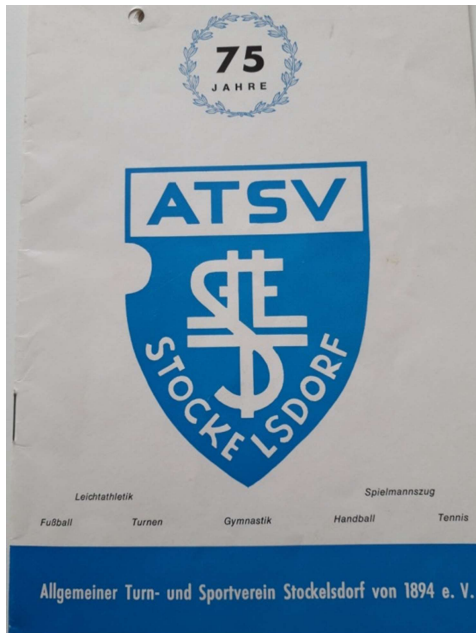 75
JAHRE
ATSV
STOCKELSDORF
Leichtathletik Spielmannszug
Fußball Turnen Gymnastik Handball Tennis
Allgemeiner Turn- und Sportverein Stockelsdorf von 1894 e. V.